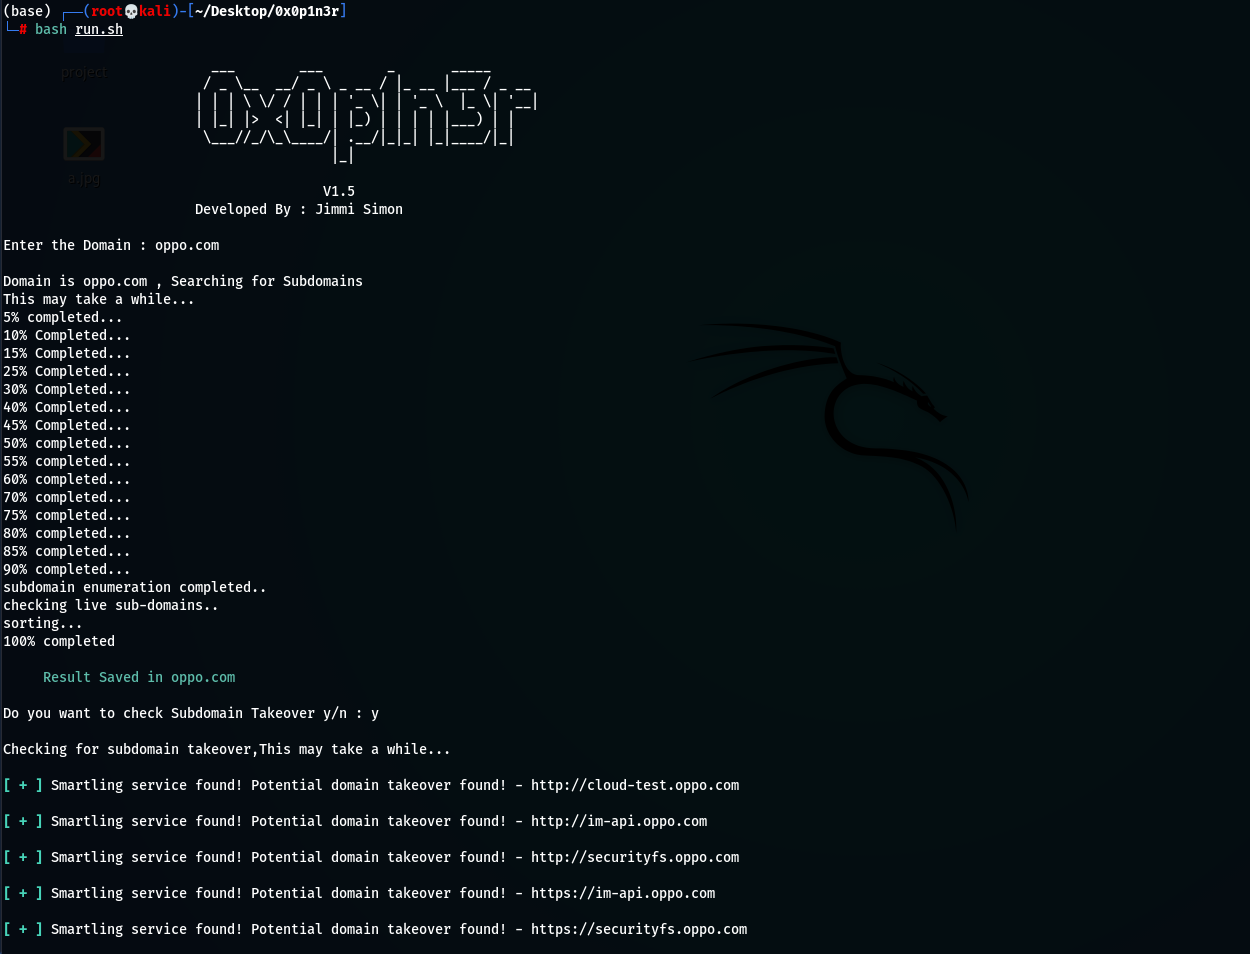 (base) ┌──(root💀kali)-[~/Desktop/0x0p1n3r]
└─# bash run.sh
project
a.jpg
0x0p1n3r
V1.5
Developed By : Jimmi Simon
Enter the Domain : oppo.com
Domain is oppo.com , Searching for Subdomains
This may take a while...
5% completed...
10% Completed...
15% Completed...
25% Completed...
30% Completed...
40% Completed...
45% Completed...
50% completed...
55% completed...
60% completed...
70% completed...
75% completed...
80% completed...
85% completed...
90% completed...
subdomain enumeration completed..
checking live sub-domains..
sorting...
100% completed
Result Saved in oppo.com
Do you want to check Subdomain Takeover y/n : y
Checking for subdomain takeover,This may take a while...
[ + ] Smartling service found! Potential domain takeover found! - http://cloud-test.oppo.com
[ + ] Smartling service found! Potential domain takeover found! - http://im-api.oppo.com
[ + ] Smartling service found! Potential domain takeover found! - http://securityfs.oppo.com
[ + ] Smartling service found! Potential domain takeover found! - https://im-api.oppo.com
[ + ] Smartling service found! Potential domain takeover found! - https://securityfs.oppo.com